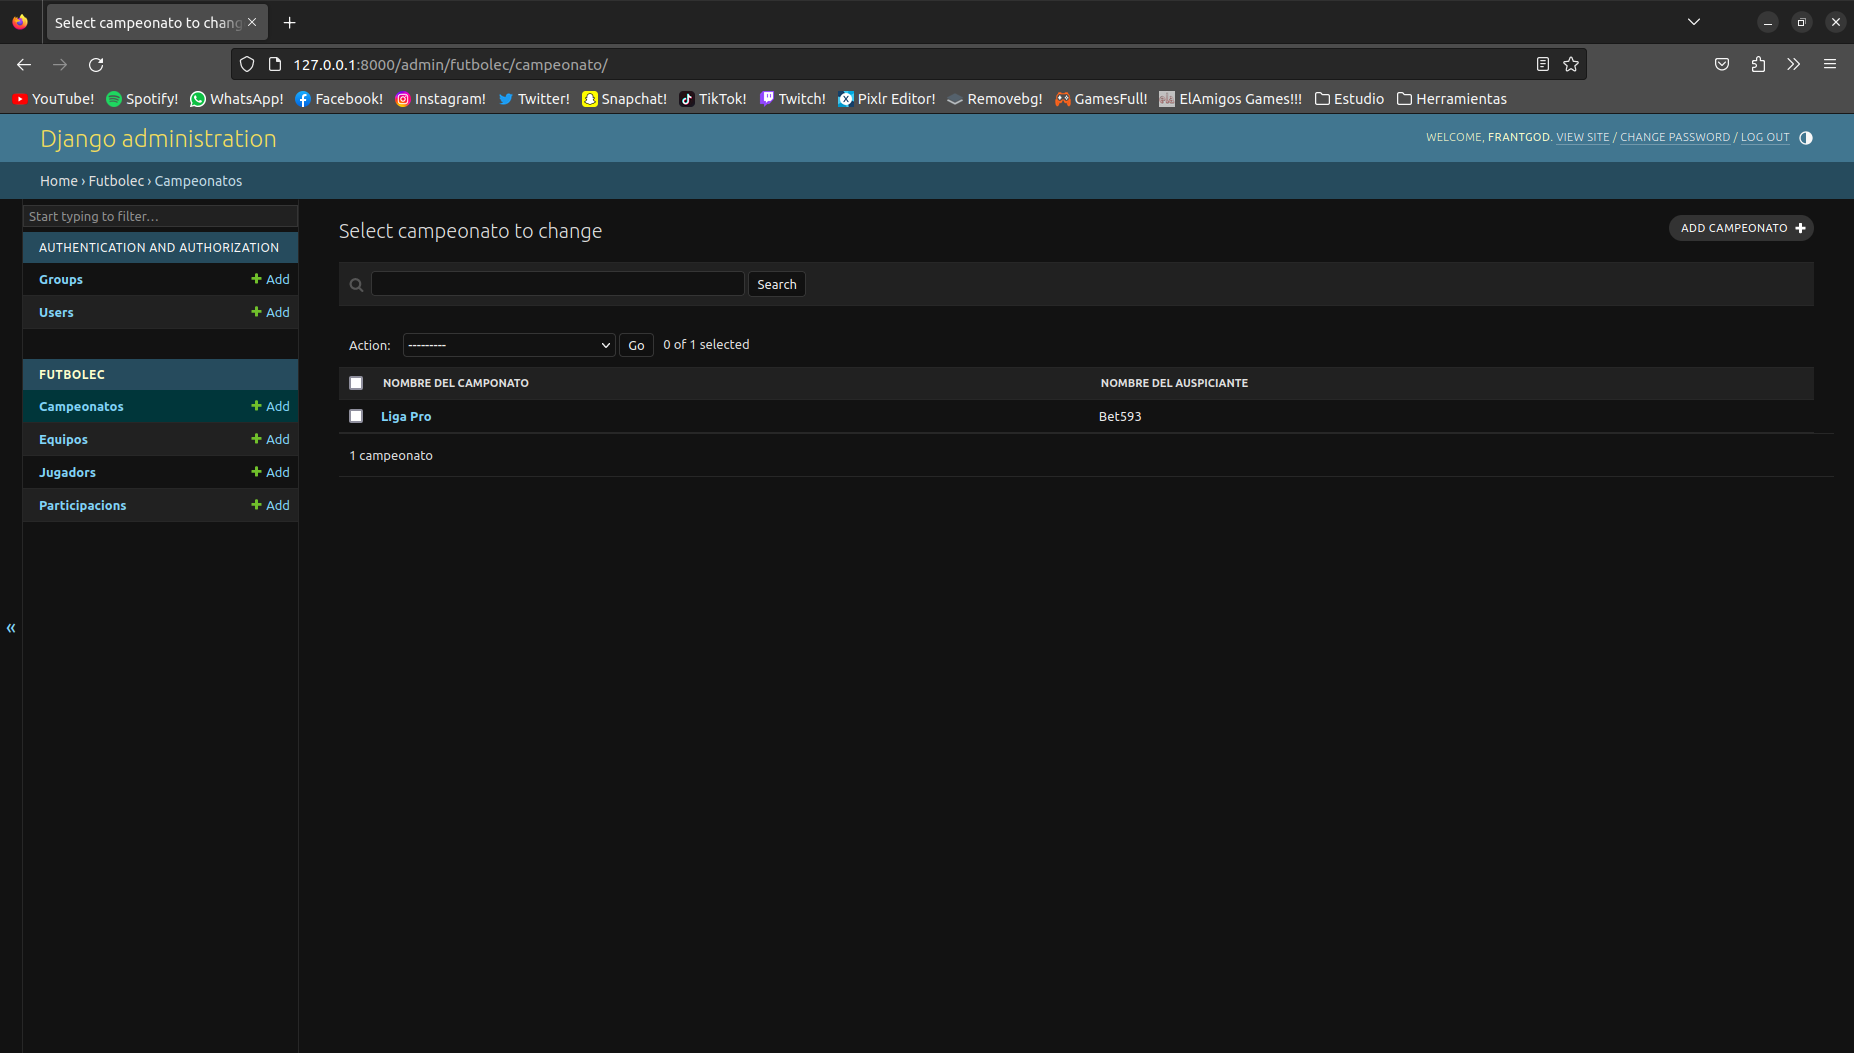 Select campeonato to chang
127.0.0.1:8000/admin/futbolec/campeonato/
YouTube! Spotify! WhatsApp! Facebook! Instagram! Twitter! Snapchat! TikTok! Twitch! Pixlr Editor! Removebg! GamesFull! ElAmigos Games!!! Estudio Herramientas
Django administration
WELCOME, FRANTGOD. VIEW SITE / CHANGE PASSWORD / LOG OUT
Home › Futbolec › Campeonatos
Start typing to filter...
AUTHENTICATION AND AUTHORIZATION
Groups Add
Users Add
FUTBOLEC
Campeonatos Add
Equipos Add
Jugadors Add
Participacions Add
«
Select campeonato to change
ADD CAMPEONATO
Search
Action: --------- Go 0 of 1 selected
NOMBRE DEL CAMPONATO NOMBRE DEL AUSPICIANTE
Liga Pro Bet593
1 campeonato